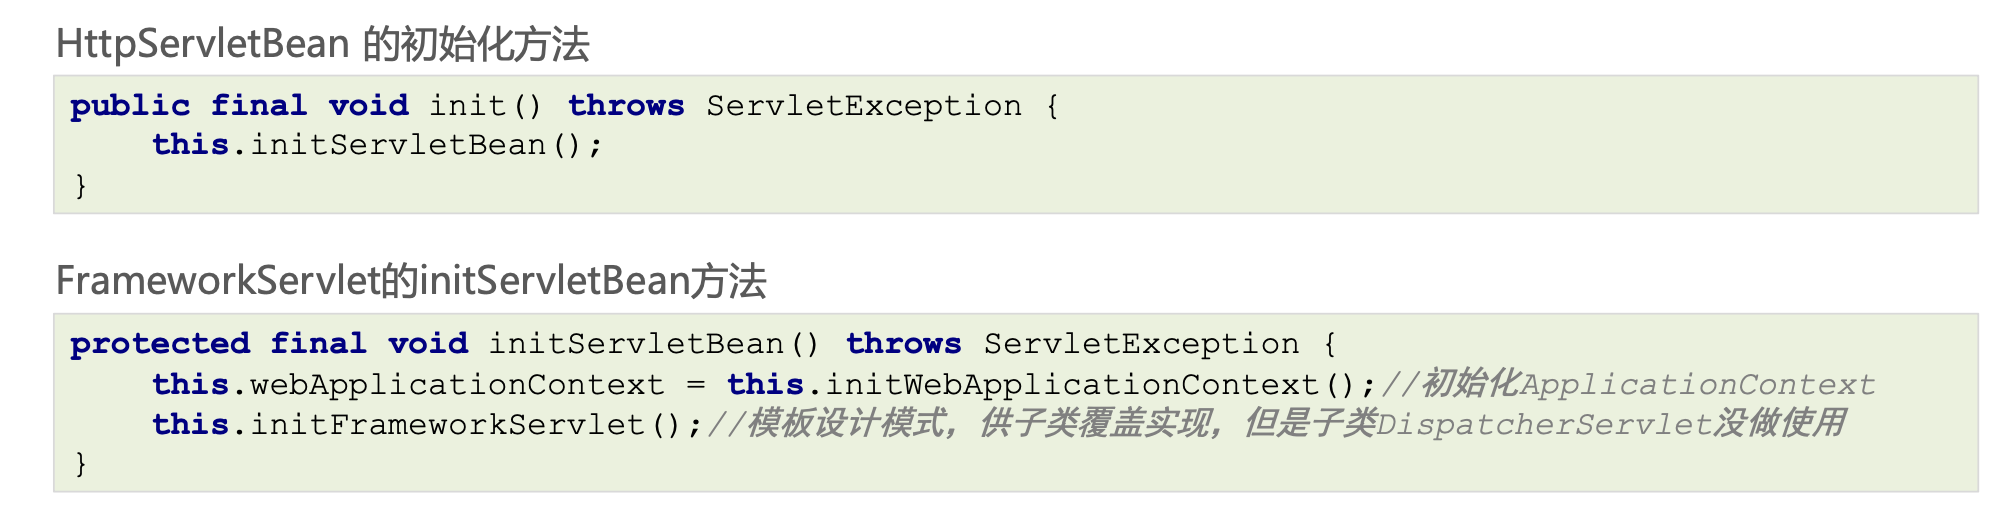 HttpServletBean 的初始化方法
public final void init() throws ServletException {
    this.initServletBean();
}
FrameworkServlet的initServletBean方法
protected final void initServletBean() throws ServletException {
    this.webApplicationContext = this.initWebApplicationContext();//初始化ApplicationContext
    this.initFrameworkServlet();//模板设计模式，供子类覆盖实现，但是子类DispatcherServlet没做使用
}